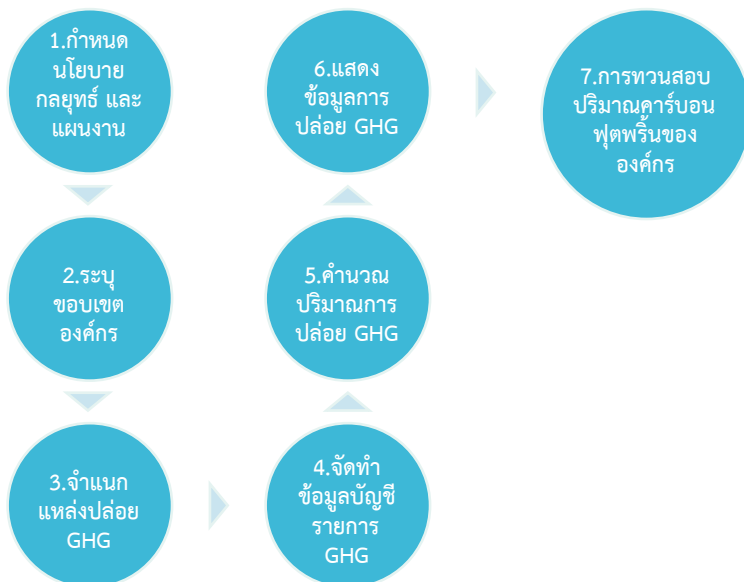 1.กำหนด
นโยบาย
กลยุทธ์ และ
แผนงาน
2.ระบุ
ขอบเขต
องค์กร
3.จำแนก
แหล่งปล่อย
GHG
4.จัดทำ
ข้อมูลบัญชี
รายการ
GHG
5.คำนวณ
ปริมาณการ
ปล่อย GHG
6.แสดง
ข้อมูลการ
ปล่อย GHG
7.การทวนสอบ
ปริมาณคาร์บอน
ฟุตพริ้นของ
องค์กร